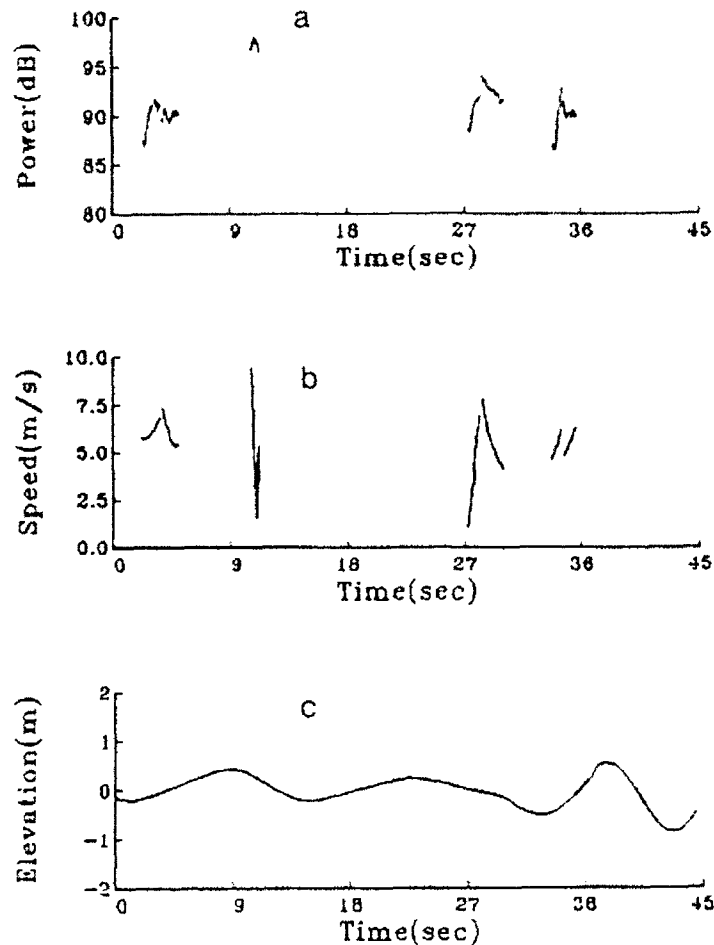 a
Power(dB)
100
95
90
85
80
0 9 18 27 36 45
Time(sec)
b
Speed(m/s)
10.0
7.5
5.0
2.5
0.0
0 9 18 27 36 45
Time(sec)
c
Elevation(m)
2
1
0
-1
-2
0 9 18 27 36 45
Time(sec)